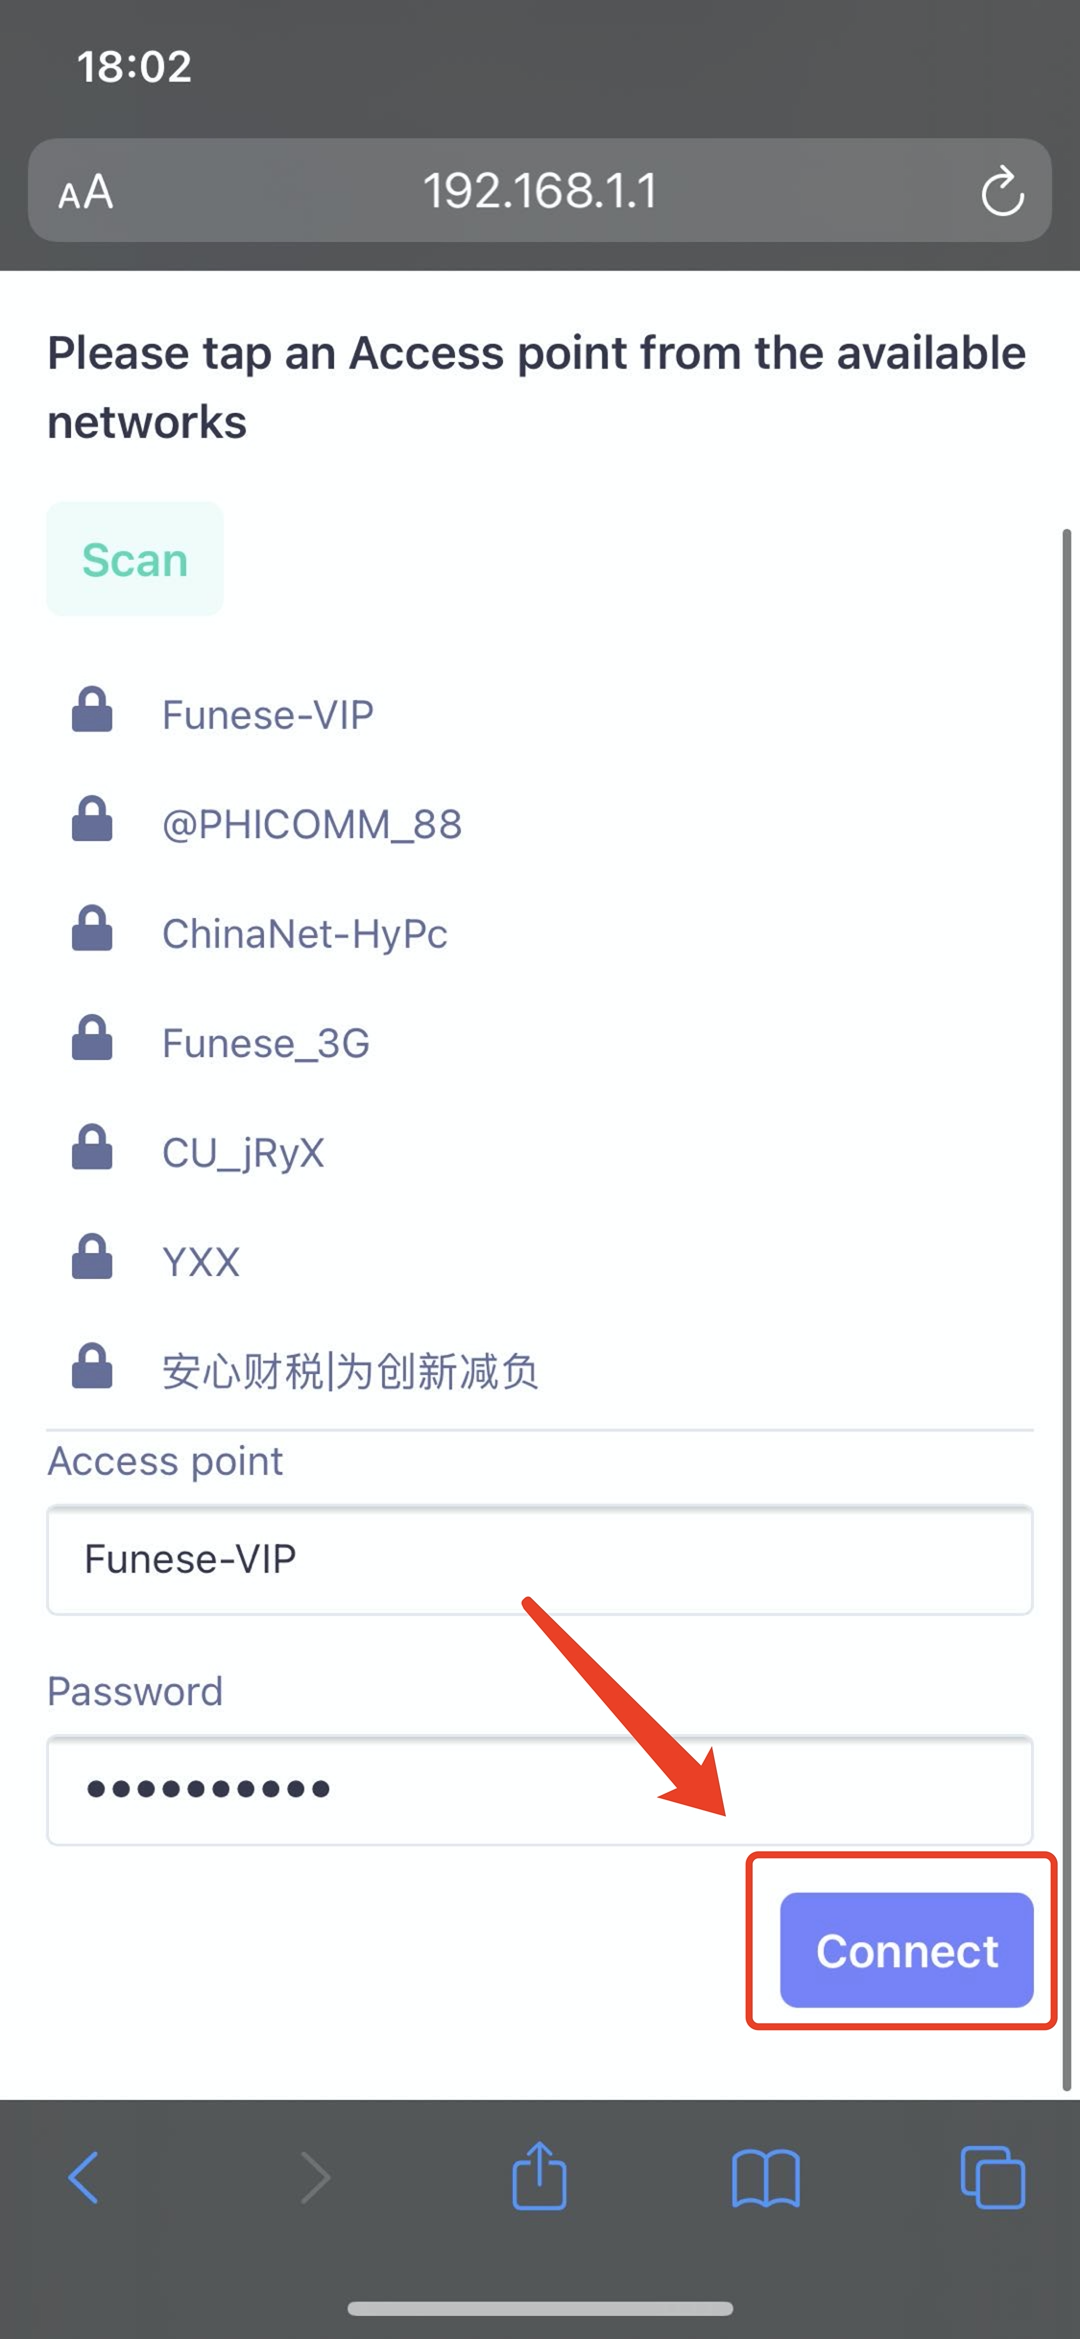 18:02
AA
192.168.1.1
Please tap an Access point from the available
networks
Scan
Funese-VIP
@PHICOMM_88
ChinaNet-HyPc
Funese_3G
CU_jRyX
YXX
安心财税|为创新减负
Access point
Funese-VIP
Password
••••••••••
Connect